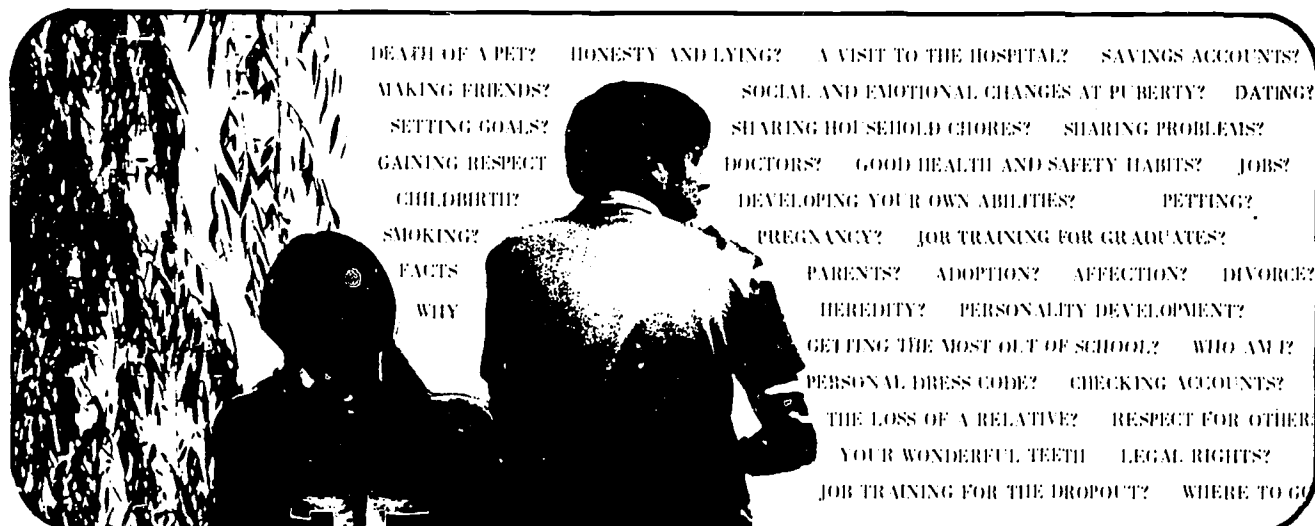 DEATH OF A PET? HONESTY AND LYING? A VISIT TO THE HOSPITAL? SAVINGS ACCOUNTS?
MAKING FRIENDS? SOCIAL AND EMOTIONAL CHANGES AT PUBERTY? DATING?
SETTING GOALS? SHARING HOUSEHOLD CHORES? SHARING PROBLEMS?
GAINING RESPECT DOCTORS? GOOD HEALTH AND SAFETY HABITS? JOBS?
CHILDBIRTH? DEVELOPING YOUR OWN ABILITIES? PETTING?
SMOKING? PREGNANCY? JOB TRAINING FOR GRADUATES?
FACTS PARENTS? ADOPTION? AFFECTION? DIVORCE?
WHY HEREDITY? PERSONALITY DEVELOPMENT?
GETTING THE MOST OUT OF SCHOOL? WHO AM I?
PERSONAL DRESS CODE? CHECKING ACCOUNTS?
THE LOSS OF A RELATIVE? RESPECT FOR OTHER
YOUR WONDERFUL TEETH LEGAL RIGHTS?
JOB TRAINING FOR THE DROPOUT? WHERE TO GO